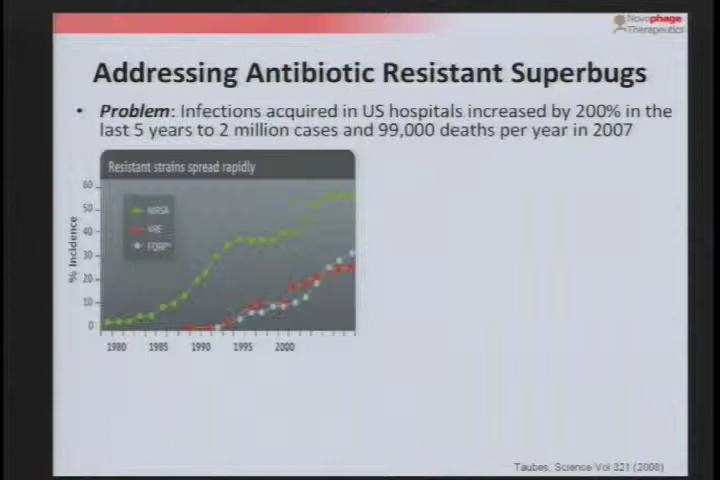 Novophage
Therapeutics
Addressing Antibiotic Resistant Superbugs
• Problem: Infections acquired in US hospitals increased by 200% in the
last 5 years to 2 million cases and 99,000 deaths per year in 2007
Resistant strains spread rapidly
60
50
40
30
20
10
0
% Incidence
MRSA
VRE
1980 1985 1990 1995 2000
Taubes, Science Vol 321 (2008)